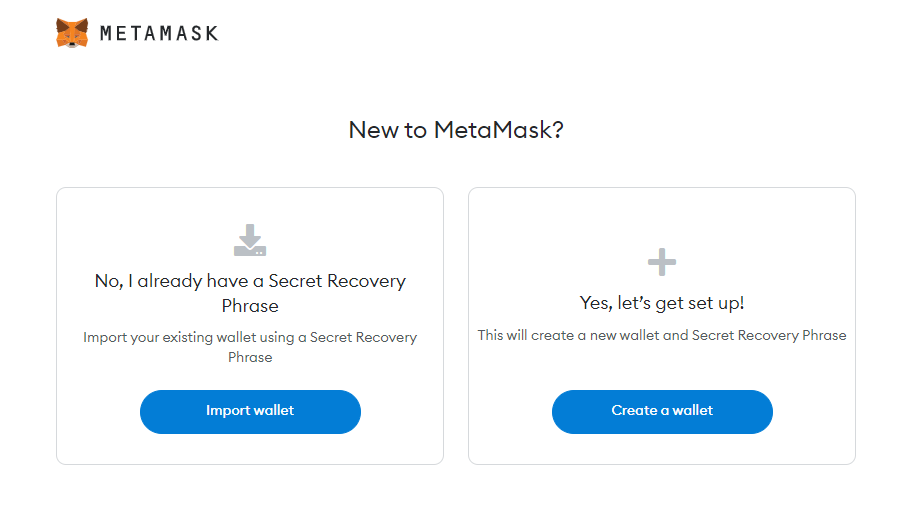 METAMASK
New to MetaMask?
No, I already have a Secret Recovery
Phrase
Import your existing wallet using a Secret Recovery
Phrase
Import wallet
Yes, let’s get set up!
This will create a new wallet and Secret Recovery Phrase
Create a wallet